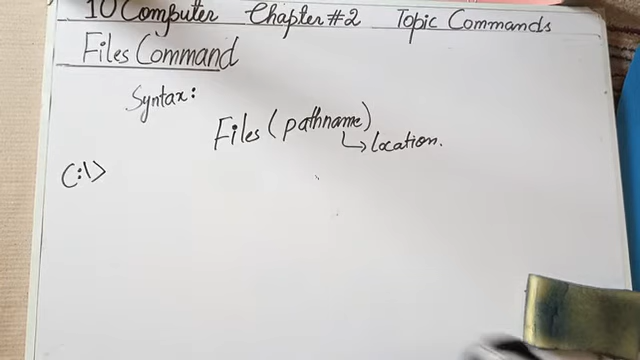 10 Computer Chapter #2 Topic Commands
Files Command
Syntax:
Files (pathname)
↳ location.
C:\>